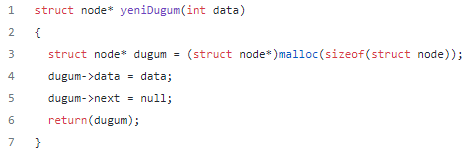 1 struct node* yeniDugum(int data)
2 {
3   struct node* dugum = (struct node*)malloc(sizeof(struct node));
4   dugum->data = data;
5   dugum->next = null;
6   return(dugum);
7 }